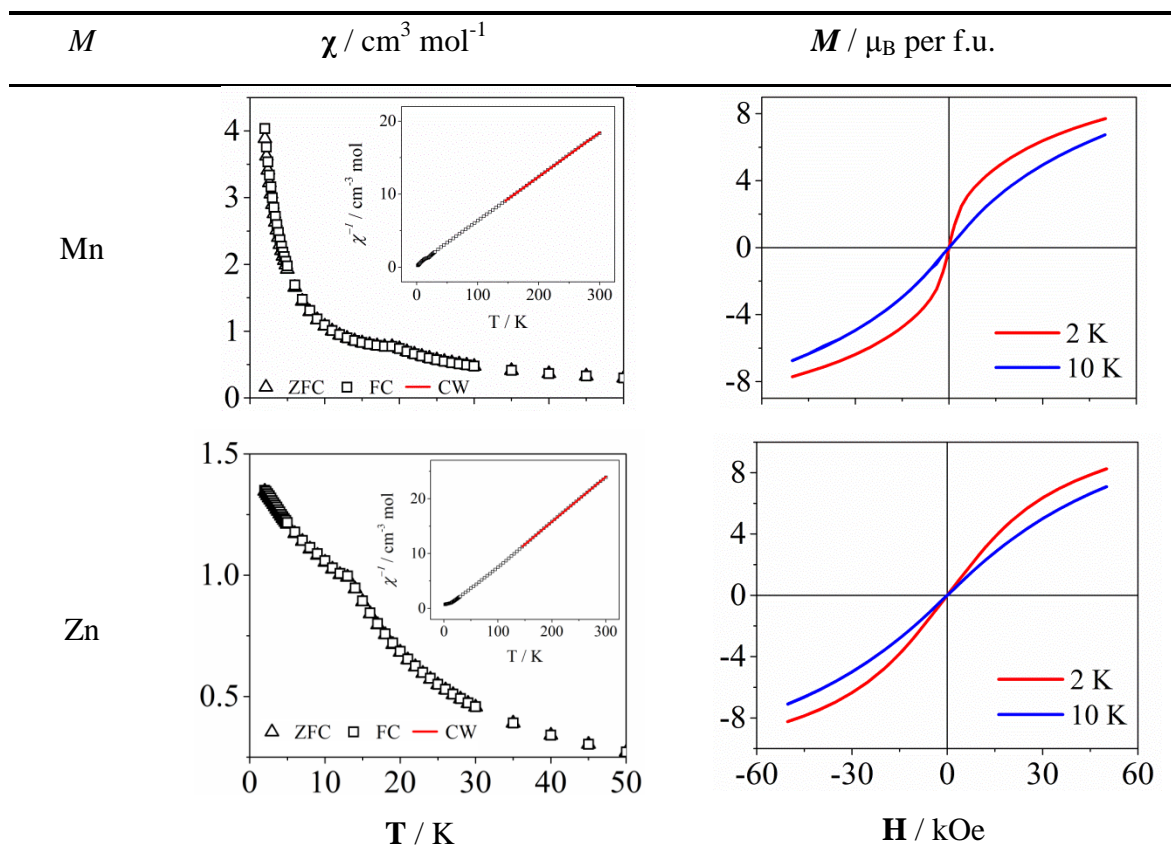 M χ / cm³ mol⁻¹ M / μB per f.u.
Mn
4
3
2
1
0
20
10
0
χ⁻¹ / cm⁻³ mol
0 100 200 300
T / K
ZFC FC CW
8
4
0
-4
-8
2 K
10 K
Zn
1.5
1.0
0.5
20
10
0
χ⁻¹ / cm⁻³ mol
0 100 200 300
T / K
ZFC FC CW
0 10 20 30 40 50
T / K
8
4
0
-4
-8
2 K
10 K
-60 -30 0 30 60
H / kOe